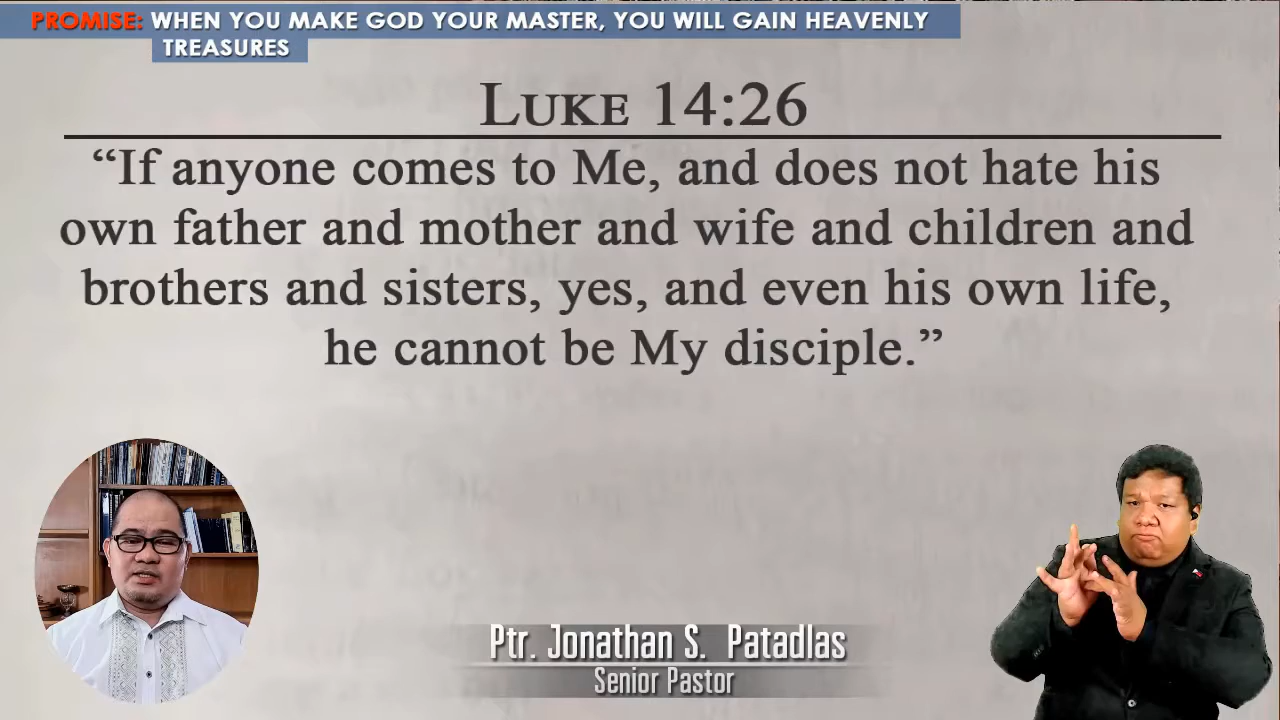 PROMISE: WHEN YOU MAKE GOD YOUR MASTER, YOU WILL GAIN HEAVENLY
TREASURES
LUKE 14:26
“If anyone comes to Me, and does not hate his
own father and mother and wife and children and
brothers and sisters, yes, and even his own life,
he cannot be My disciple.”
Ptr. Jonathan S. Patadlas
Senior Pastor